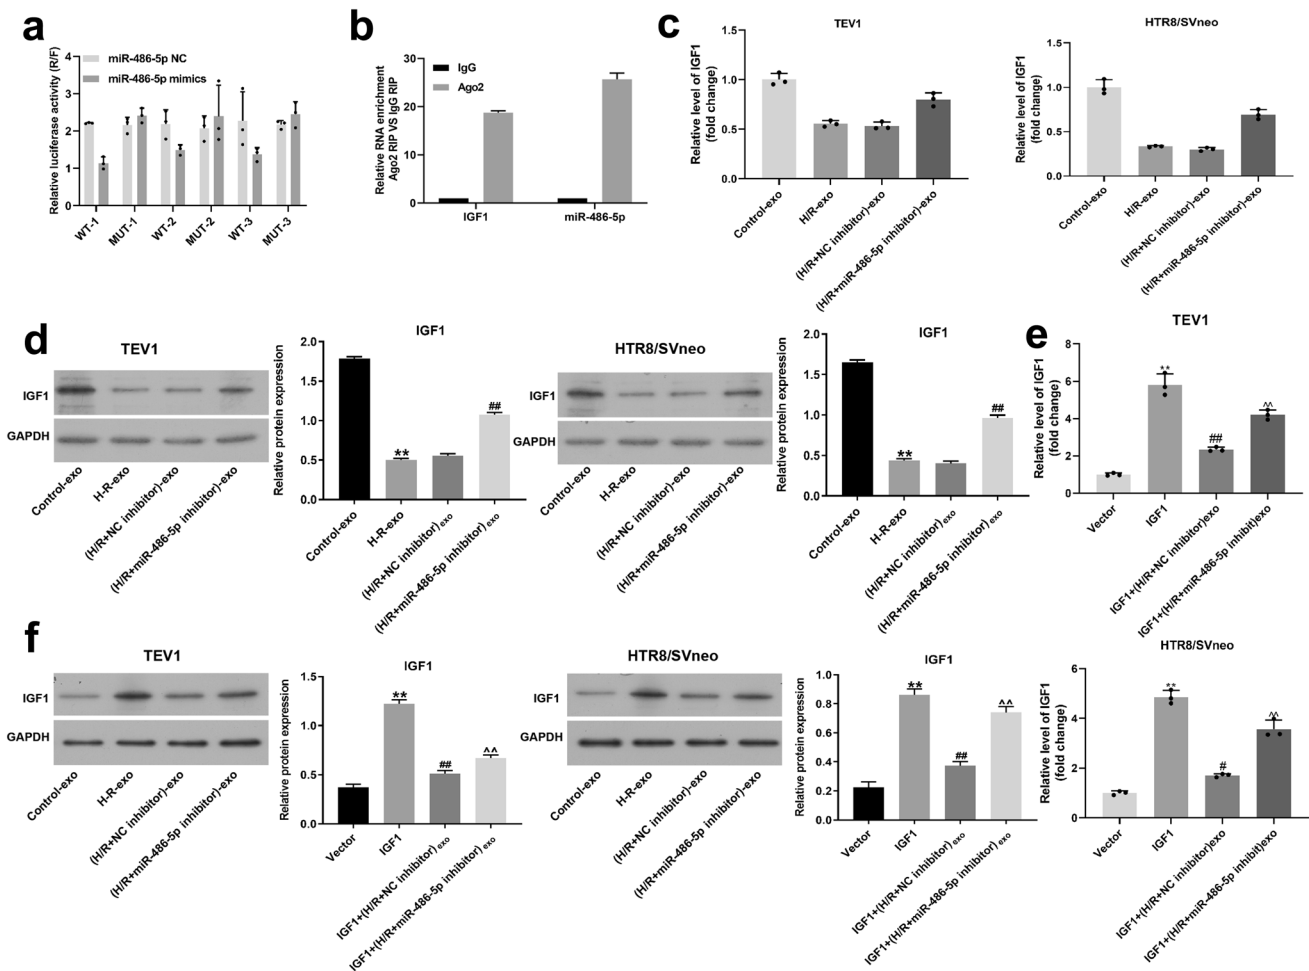 a
Relative luciferase activity (R/F)
4
3
2
1
0
miR-486-5p NC
miR-486-5p mimics
WT-1
MUT-1
WT-2
MUT-2
WT-3
MUT-3
b
Relative RNA enrichment
Ago2 RIP VS IgG RIP
30
20
10
0
IgG
Ago2
IGF1
miR-486-5p
c
TEV1
Relative level of IGF1
(fold change)
1.5
1.0
0.5
0.0
Control-exo
H/R-exo
(H/R+NC inhibitor)-exo
(H/R+miR-486-5p inhibitor)-exo
HTR8/SVneo
Relative level of IGF1
(fold change)
1.5
1.0
0.5
0.0
Control-exo
H/R-exo
(H/R+NC inhibitor)-exo
(H/R+miR-486-5p inhibitor)-exo
d
TEV1
IGF1
GAPDH
Control-exo
H-R-exo
(H/R+NC inhibitor)-exo
(H/R+miR-486-5p inhibitor)-exo
IGF1
Relative protein expression
2.0
1.5
1.0
0.5
0.0
**
##
Control-exo
H-R-exo
(H/R+NC inhibitor)exo
(H/R+miR-486-5p inhibitor)exo
HTR8/SVneo
IGF1
GAPDH
Control-exo
H-R-exo
(H/R+NC inhibitor)-exo
(H/R+miR-486-5p inhibitor)-exo
IGF1
Relative protein expression
2.0
1.5
1.0
0.5
0.0
**
##
Control-exo
H-R-exo
(H/R+NC inhibitor)exo
(H/R+miR-486-5p inhibitor)exo
e
TEV1
Relative level of IGF1
(fold change)
8
6
4
2
0
**
##
^^
Vector
IGF1
IGF1+(H/R+NC inhibitor)exo
IGF1+(H/R+miR-486-5p inhibit)exo
f
TEV1
IGF1
GAPDH
Control-exo
H-R-exo
(H/R+NC inhibitor)-exo
(H/R+miR-486-5p inhibitor)-exo
IGF1
Relative protein expression
1.5
1.0
0.5
0.0
**
##
^^
Vector
IGF1
IGF1+(H/R+NC inhibitor)exo
IGF1+(H/R+miR-486-5p inhibitor)exo
HTR8/SVneo
IGF1
GAPDH
Control-exo
H-R-exo
(H/R+NC inhibitor)-exo
(H/R+miR-486-5p inhibitor)-exo
IGF1
Relative protein expression
1.0
0.8
0.6
0.4
0.2
0.0
**
##
^^
Vector
IGF1
IGF1+(H/R+NC inhibitor)exo
IGF1+(H/R+miR-486-5p inhibitor)exo
HTR8/SVneo
Relative level of IGF1
(fold change)
6
4
2
0
**
#
^^
Vector
IGF1
IGF1+(H/R+NC inhibitor)exo
IGF1+(H/R+miR-486-5p inhibit)exo